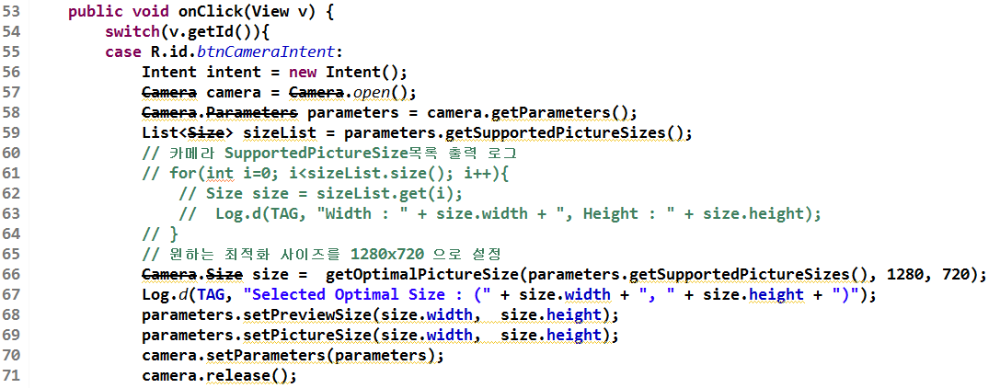 53 public void onClick(View v) {
54 switch(v.getId()){
55 case R.id.btnCameraIntent:
56 Intent intent = new Intent();
57 Camera camera = Camera.open();
58 Camera.Parameters parameters = camera.getParameters();
59 List<Size> sizeList = parameters.getSupportedPictureSizes();
60 // 카메라 SupportedPictureSize목록 출력 로그
61 // for(int i=0; i<sizeList.size(); i++){
62 // Size size = sizeList.get(i);
63 //  Log.d(TAG, "Width : " + size.width + ", Height : " + size.height);
64 // }
65 // 원하는 최적화 사이즈를 1280x720 으로 설정
66 Camera.Size size =  getOptimalPictureSize(parameters.getSupportedPictureSizes(), 1280, 720);
67 Log.d(TAG, "Selected Optimal Size : (" + size.width + ", " + size.height + ")");
68 parameters.setPreviewSize(size.width,  size.height);
69 parameters.setPictureSize(size.width,  size.height);
70 camera.setParameters(parameters);
71 camera.release();